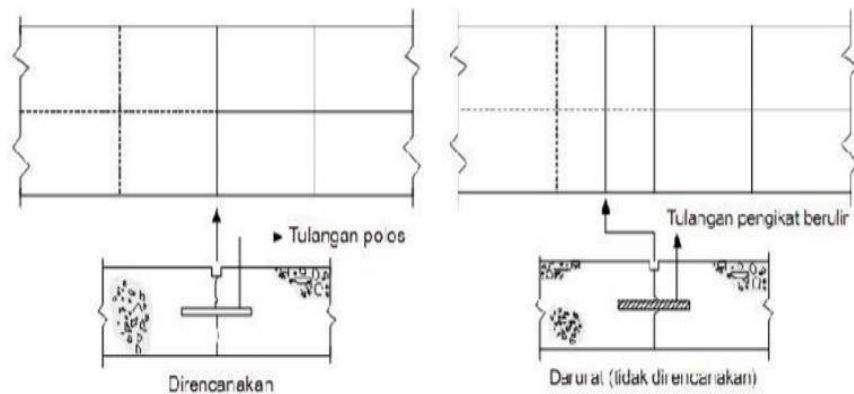 Tulangan polos
Direncanakan
Tulangan pengikat berulir
Darurat (tidak direncanakan)